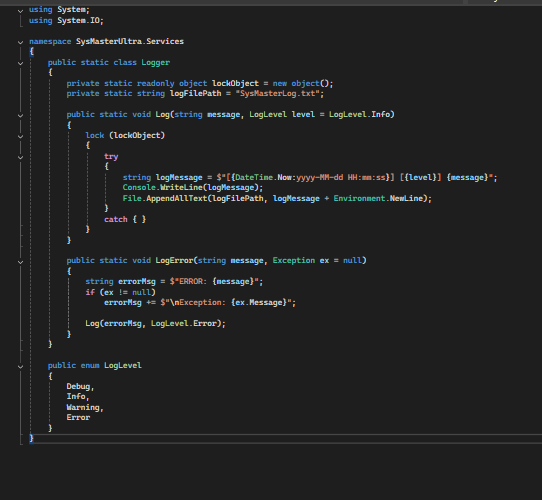 using System;
using System.IO;

namespace SysMasterUltra.Services
{
    public static class Logger
    {
        private static readonly object lockObject = new object();
        private static string logFilePath = "SysMasterLog.txt";

        public static void Log(string message, LogLevel level = LogLevel.Info)
        {
            lock (lockObject)
            {
                try
                {
                    string logMessage = $"[{DateTime.Now:yyyy-MM-dd HH:mm:ss}] [{level}] {message}";
                    Console.WriteLine(logMessage);
                    File.AppendAllText(logFilePath, logMessage + Environment.NewLine);
                }
                catch { }
            }
        }

        public static void LogError(string message, Exception ex = null)
        {
            string errorMsg = $"ERROR: {message}";
            if (ex != null)
                errorMsg += $"\nException: {ex.Message}";

            Log(errorMsg, LogLevel.Error);
        }
    }

    public enum LogLevel
    {
        Debug,
        Info,
        Warning,
        Error
    }
}